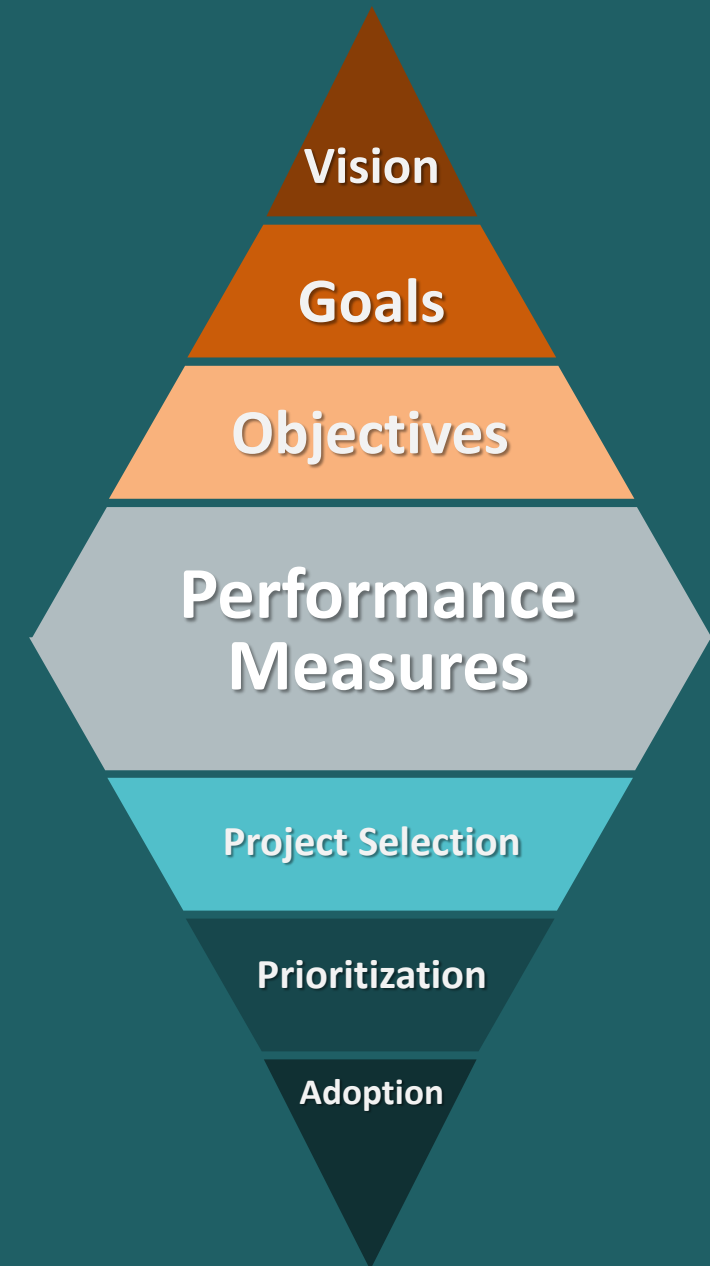 Vision
Goals
Objectives
Performance
Measures
Project Selection
Prioritization
Adoption